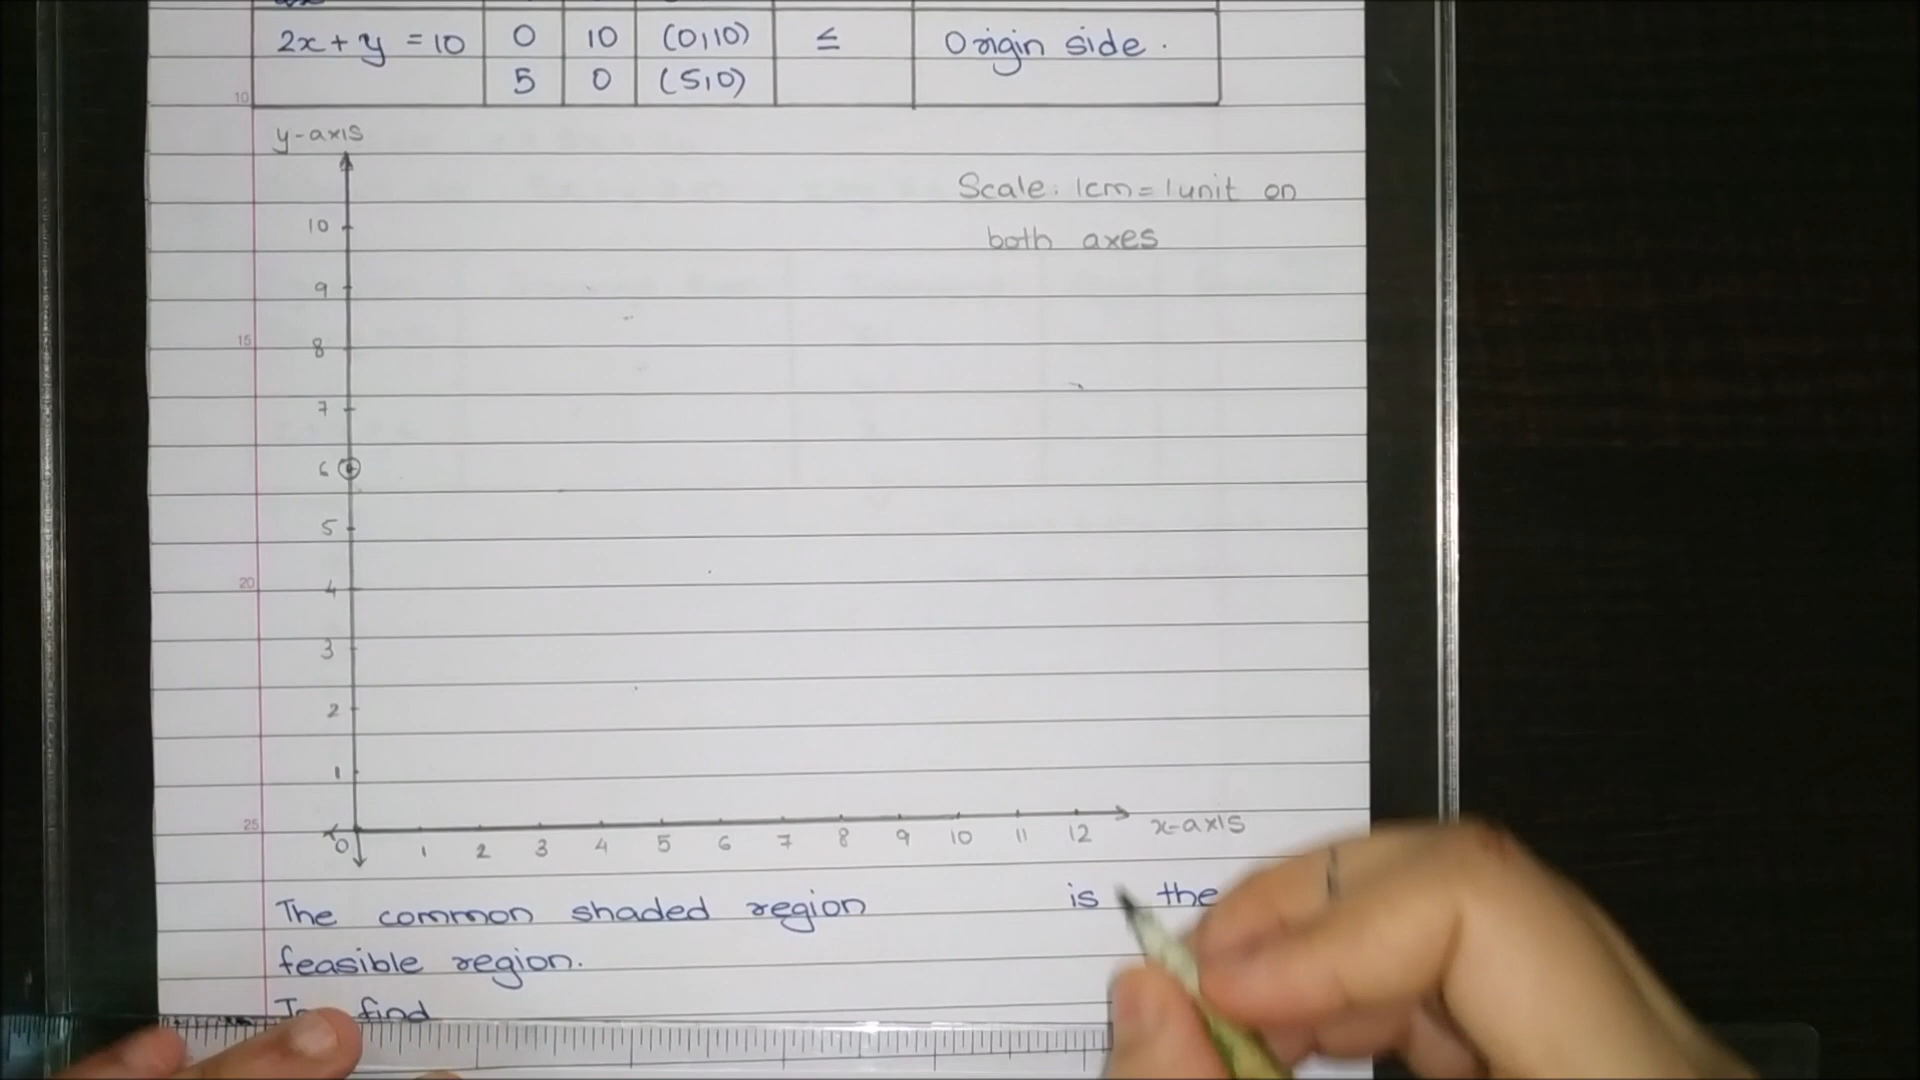 2x + y = 10 0 10 (0,10) ≤ Origin side.
5 0 (5,0)
10
y-axis
Scale: 1cm = 1unit on
both axes
10
9
15
8
7
6
5
20
4
3
2
1
25
0 1 2 3 4 5 6 7 8 9 10 11 12 x-axis
The common shaded region is the
feasible region.
To find